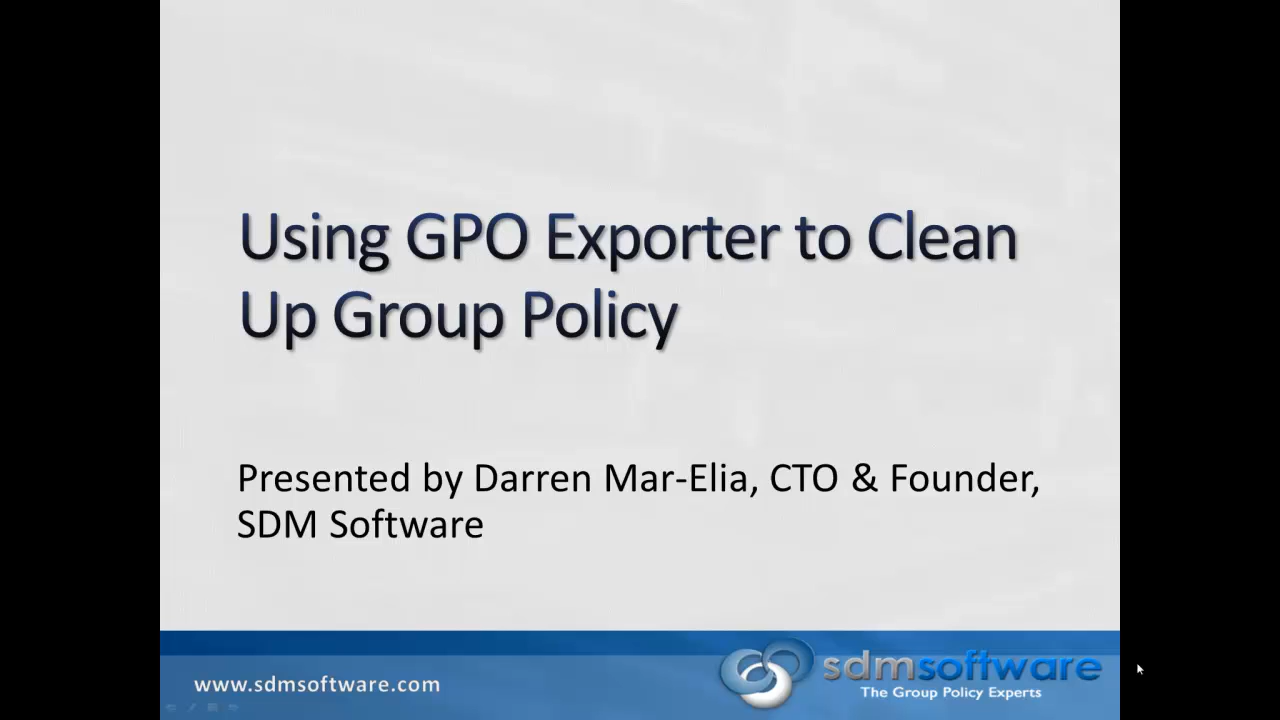 Using GPO Exporter to Clean
Up Group Policy
Presented by Darren Mar-Elia, CTO & Founder,
SDM Software
www.sdmsoftware.com
sdmsoftware
The Group Policy Experts